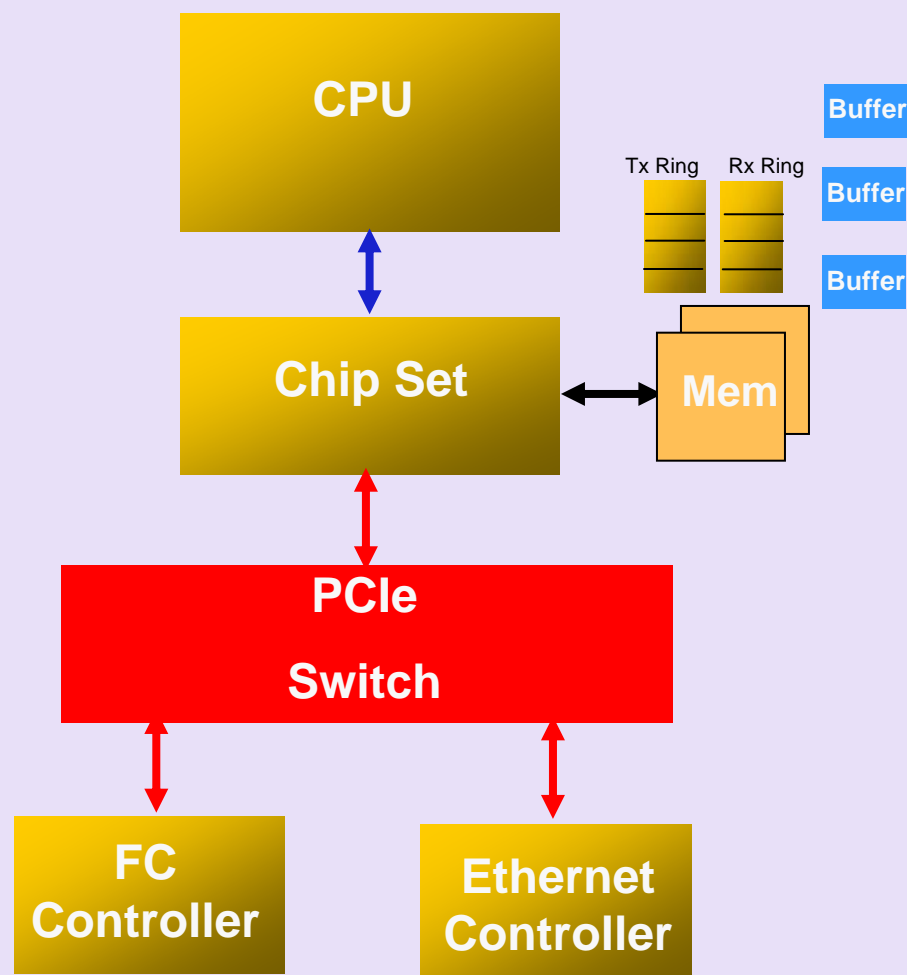 CPU
Buffer
Tx Ring Rx Ring
Buffer
Buffer
Chip Set
Mem
PCIe
Switch
FC
Controller
Ethernet
Controller